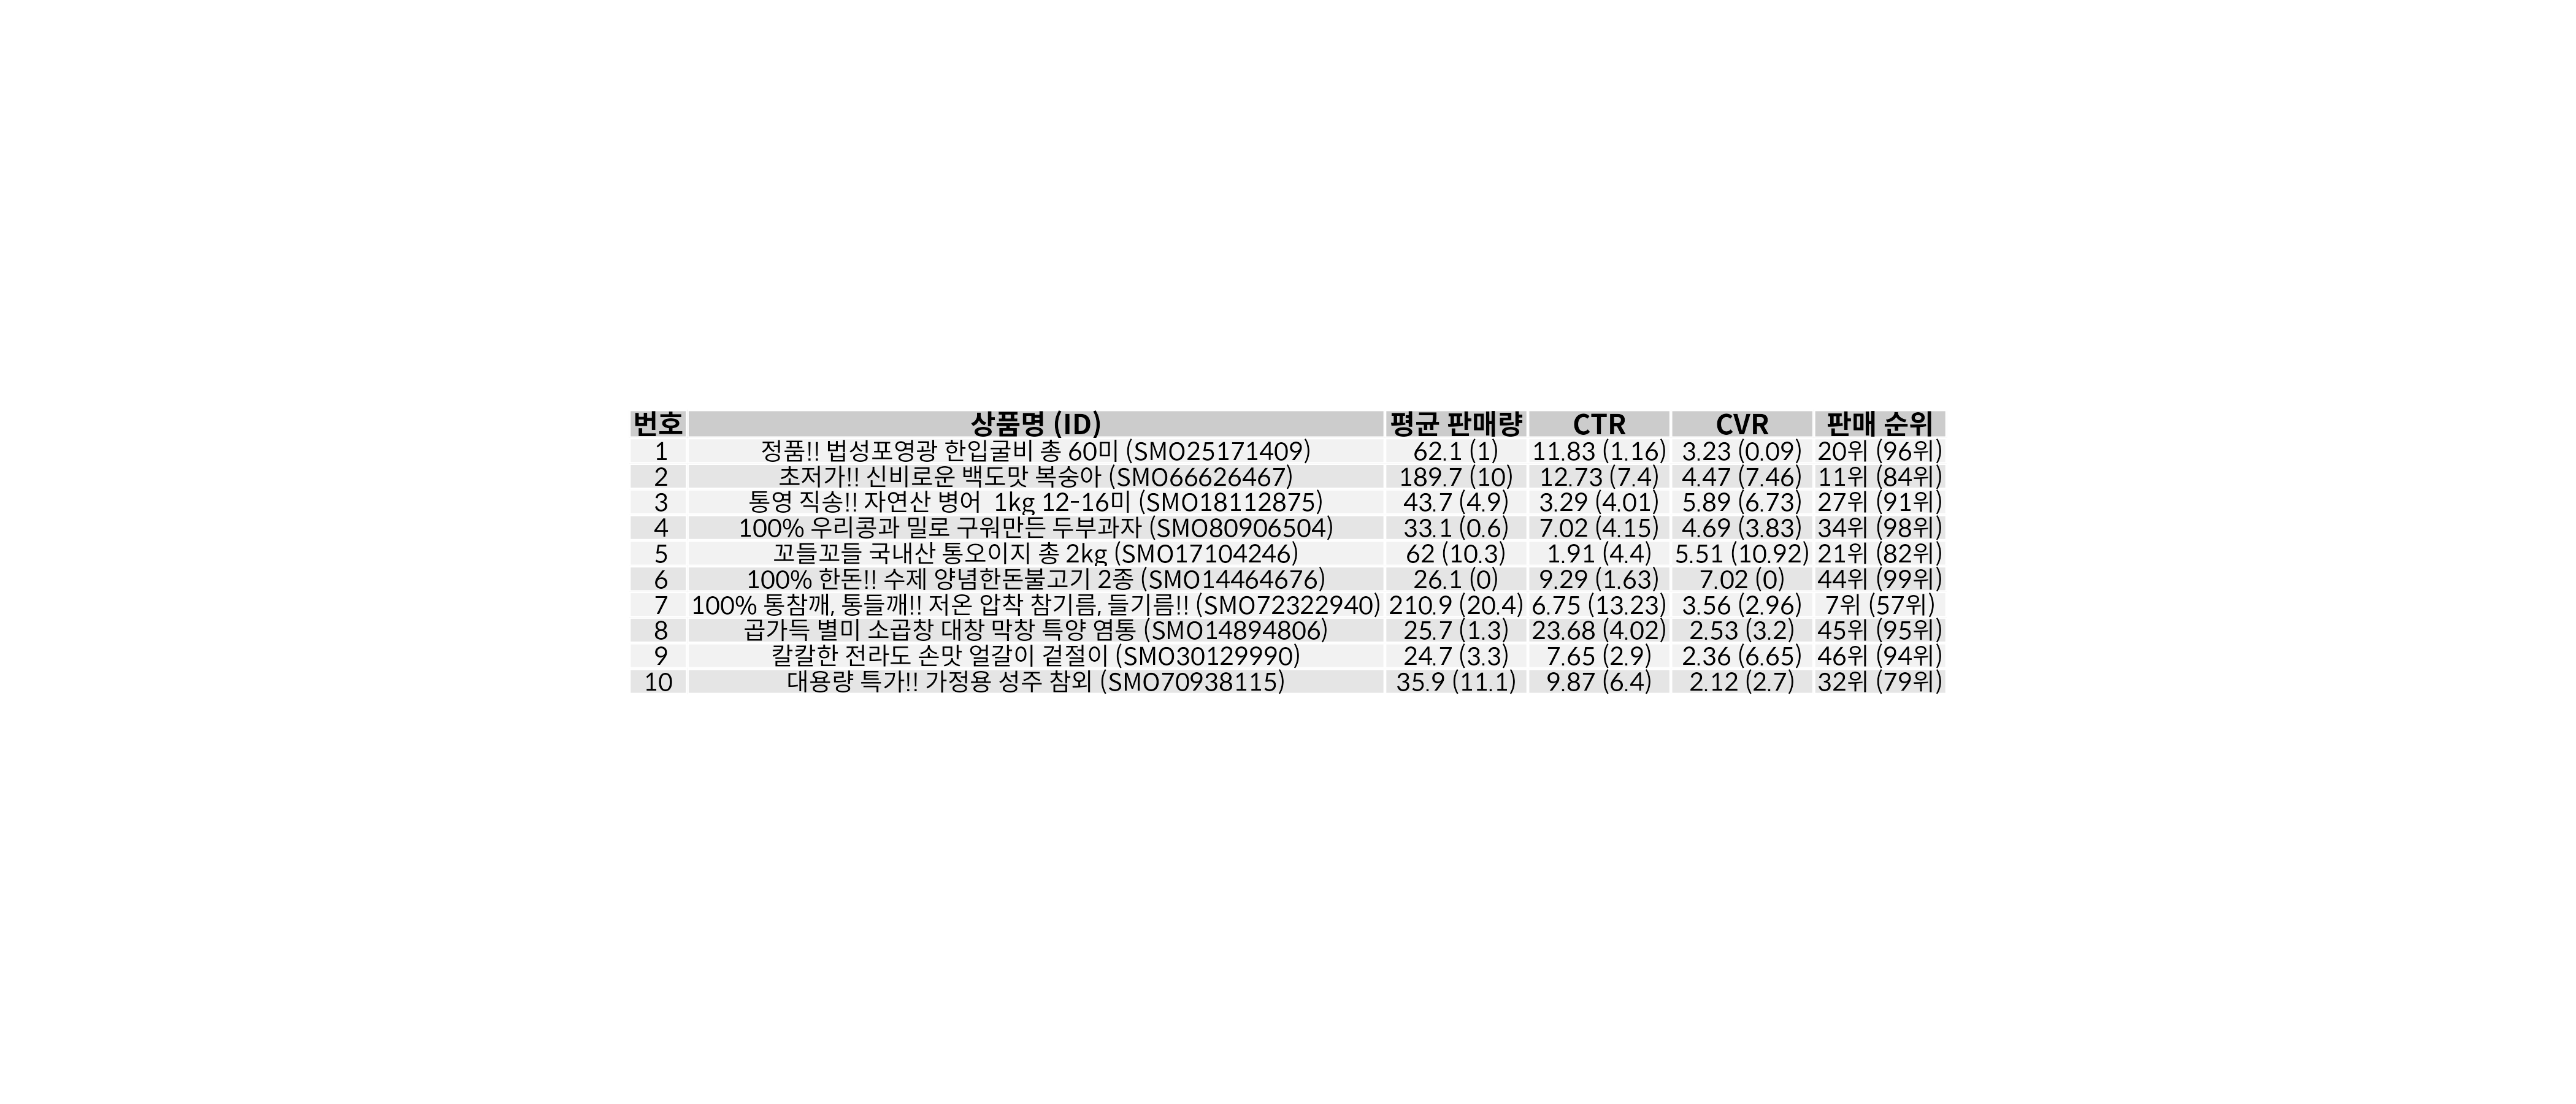 번호 상품명 (ID) 평균 판매량 CTR CVR 판매 순위
1 정품!! 법성포영광 한입굴비 총 60미 (SMO25171409) 62.1 (1) 11.83 (1.16) 3.23 (0.09) 20위 (96위)
2 초저가!! 신비로운 백도맛 복숭아 (SMO66626467) 189.7 (10) 12.73 (7.4) 4.47 (7.46) 11위 (84위)
3 통영 직송!! 자연산 병어  1kg 12-16미 (SMO18112875) 43.7 (4.9) 3.29 (4.01) 5.89 (6.73) 27위 (91위)
4 100% 우리콩과 밀로 구워만든 두부과자 (SMO80906504) 33.1 (0.6) 7.02 (4.15) 4.69 (3.83) 34위 (98위)
5 꼬들꼬들 국내산 통오이지 총 2kg (SMO17104246) 62 (10.3) 1.91 (4.4) 5.51 (10.92) 21위 (82위)
6 100% 한돈!! 수제 양념한돈불고기 2종 (SMO14464676) 26.1 (0) 9.29 (1.63) 7.02 (0) 44위 (99위)
7 100% 통참깨, 통들깨!! 저온 압착 참기름, 들기름!! (SMO72322940) 210.9 (20.4) 6.75 (13.23) 3.56 (2.96) 7위 (57위)
8 곱가득 별미 소곱창 대창 막창 특양 염통 (SMO14894806) 25.7 (1.3) 23.68 (4.02) 2.53 (3.2) 45위 (95위)
9 칼칼한 전라도 손맛 얼갈이 겉절이 (SMO30129990) 24.7 (3.3) 7.65 (2.9) 2.36 (6.65) 46위 (94위)
10 대용량 특가!! 가정용 성주 참외 (SMO70938115) 35.9 (11.1) 9.87 (6.4) 2.12 (2.7) 32위 (79위)